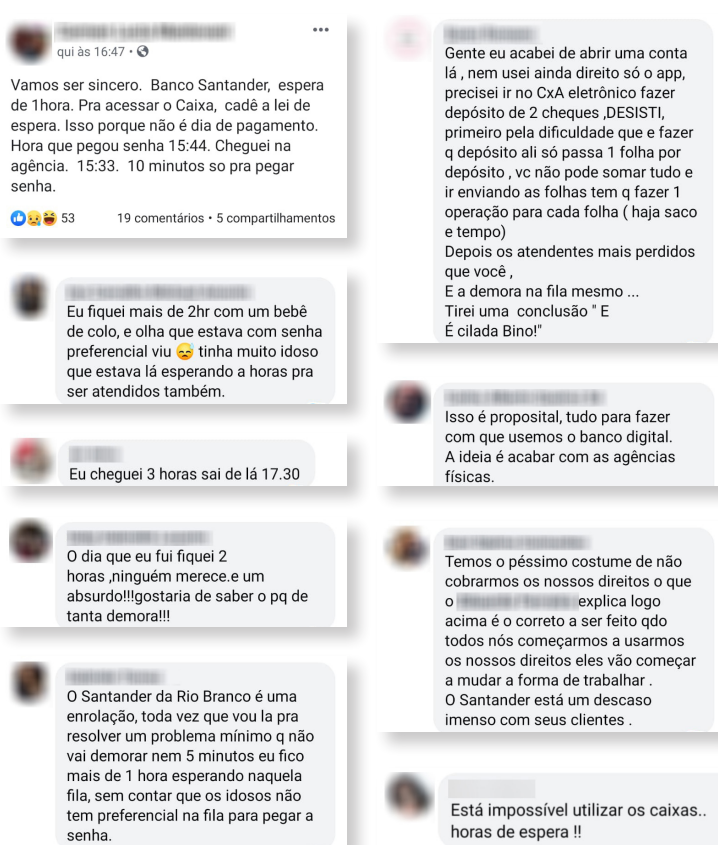 qui às 16:47 •
Vamos ser sincero. Banco Santander, espera
de 1hora. Pra acessar o Caixa, cadê a lei de
espera. Isso porque não é dia de pagamento.
Hora que pegou senha 15:44. Cheguei na
agência. 15:33. 10 minutos so pra pegar
senha.
53 19 comentários • 5 compartilhamentos
Eu fiquei mais de 2hr com um bebê
de colo, e olha que estava com senha
preferencial viu 😴 tinha muito idoso
que estava lá esperando a horas pra
ser atendidos também.
Eu cheguei 3 horas sai de lá 17.30
O dia que eu fui fiquei 2
horas ,ninguém merece.e um
absurdo!!!gostaria de saber o pq de
tanta demora!!!
O Santander da Rio Branco é uma
enrolação, toda vez que vou la pra
resolver um problema mínimo q não
vai demorar nem 5 minutos eu fico
mais de 1 hora esperando naquela
fila, sem contar que os idosos não
tem preferencial na fila para pegar a
senha.
Gente eu acabei de abrir uma conta
lá , nem usei ainda direito só o app,
precisei ir no CxA eletrônico fazer
depósito de 2 cheques ,DESISTI,
primeiro pela dificuldade que e fazer
q depósito ali só passa 1 folha por
depósito , vc não pode somar tudo e
ir enviando as folhas tem q fazer 1
operação para cada folha ( haja saco
e tempo)
Depois os atendentes mais perdidos
que você ,
E a demora na fila mesmo ...
Tirei uma conclusão " E
É cilada Bino!"
Isso é proposital, tudo para fazer
com que usemos o banco digital.
A ideia é acabar com as agências
físicas.
Temos o péssimo costume de não
cobrarmos os nossos direitos o que
o explica logo
acima é o correto a ser feito qdo
todos nós começarmos a usarmos
os nossos direitos eles vão começar
a mudar a forma de trabalhar .
O Santander está um descaso
imenso com seus clientes .
Está impossível utilizar os caixas..
horas de espera !!